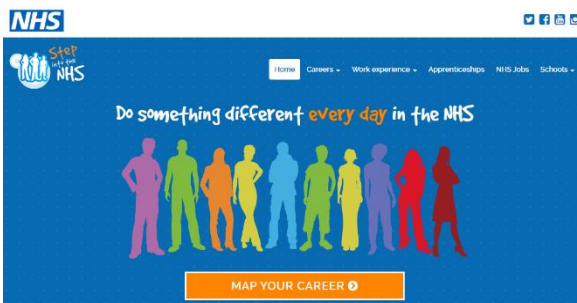 NHS
Step
into the
NHS
Home Careers Work experience Apprenticeships NHS Jobs Schools
Do something different every day in the NHS
MAP YOUR CAREER